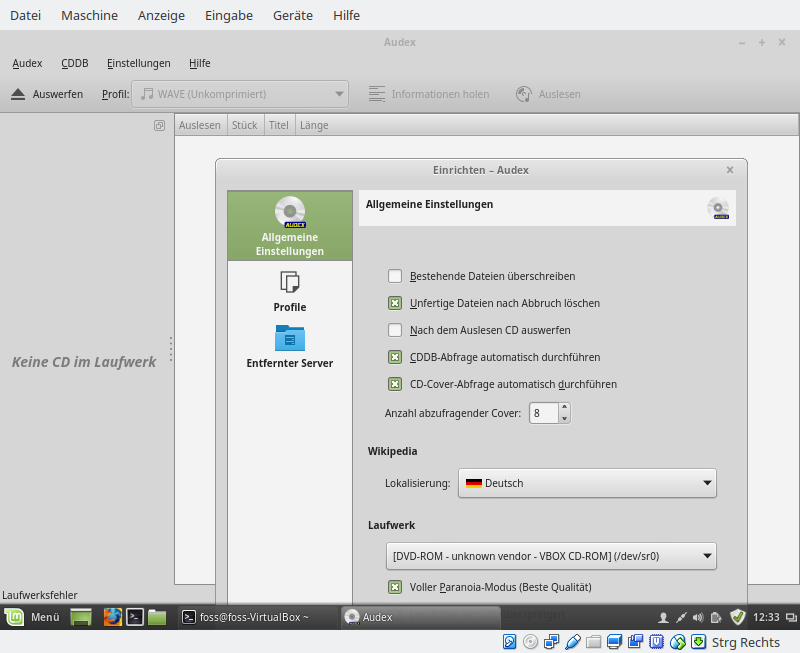 Datei Maschine Anzeige Eingabe Geräte Hilfe
Audex
Audex CDDB Einstellungen Hilfe
Auswerfen Profil: WAVE (Unkomprimiert) Informationen holen Auslesen
Auslesen Stück Titel Länge
Einrichten – Audex
AUDEX
Allgemeine Einstellungen
Allgemeine
Einstellungen
Profile
Entfernter Server
Bestehende Dateien überschreiben
Unfertige Dateien nach Abbruch löschen
Nach dem Auslesen CD auswerfen
CDDB-Abfrage automatisch durchführen
CD-Cover-Abfrage automatisch durchführen
Anzahl abzufragender Cover: 8
Wikipedia
Lokalisierung: Deutsch
Laufwerk
[DVD-ROM - unknown vendor - VBOX CD-ROM] (/dev/sr0)
Voller Paranoia-Modus (Beste Qualität)
Keine CD im Laufwerk
Laufwerksfehler
Menü foss@foss-VirtualBox ~ Audex 12:33
Strg Rechts